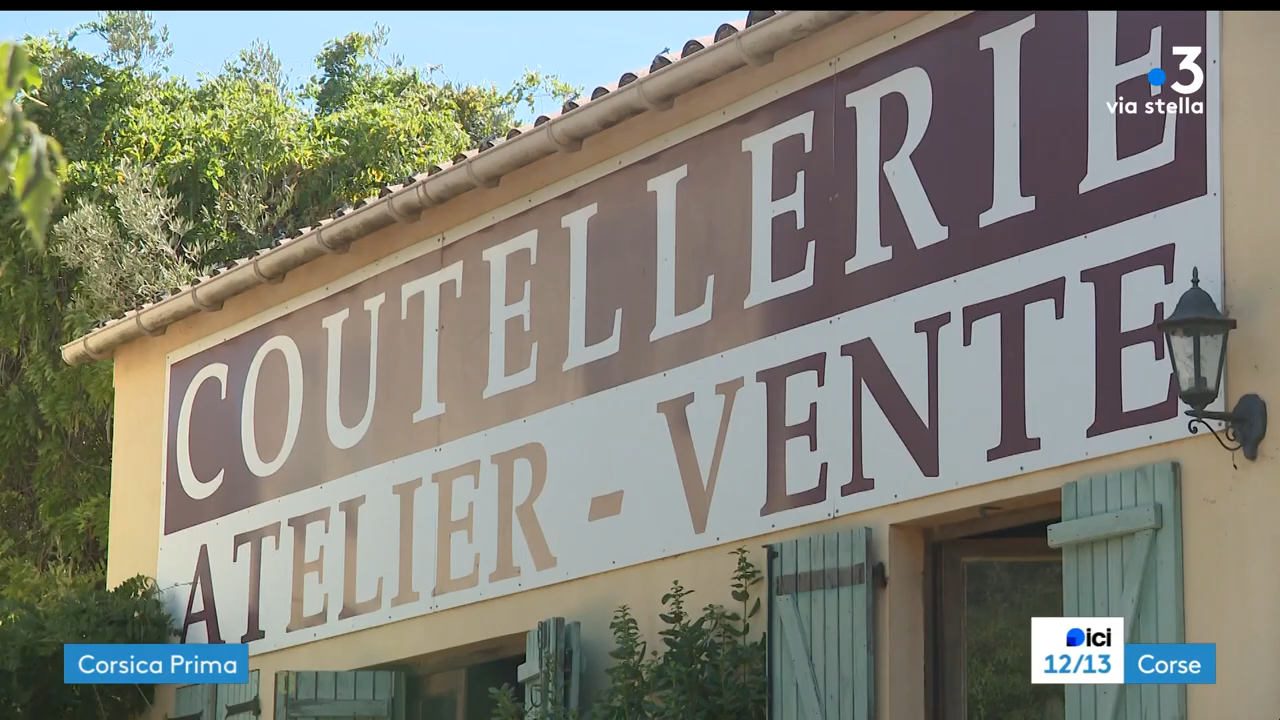 3
via stella
COUTELLERIE
ATELIER - VENTE
Corsica Prima
ici
12/13
Corse